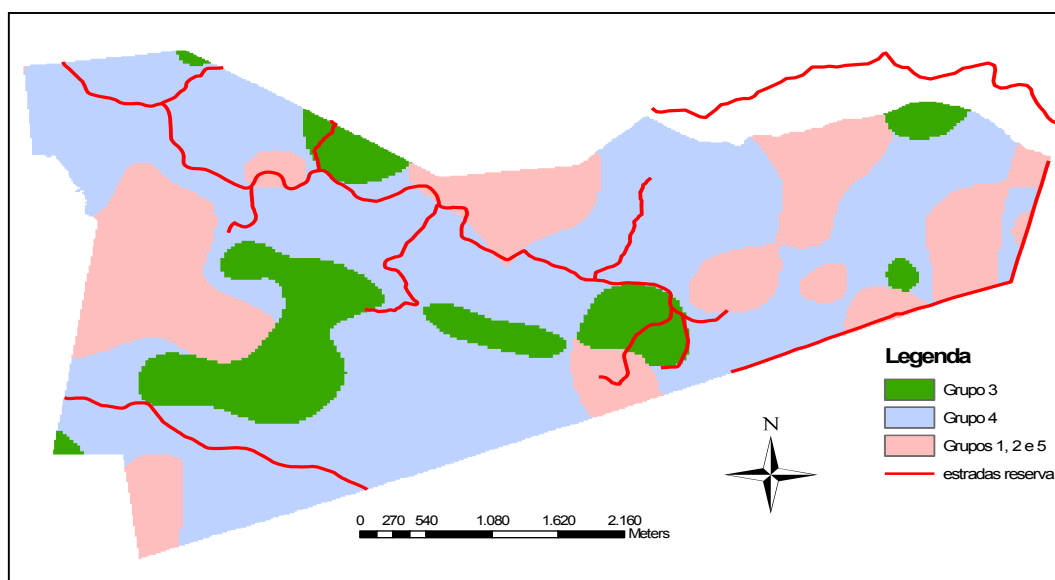 Legenda
Grupo 3
Grupo 4
Grupos 1, 2 e 5
estradas reserva
N
0 270 540 1.080 1.620 2.160
Meters